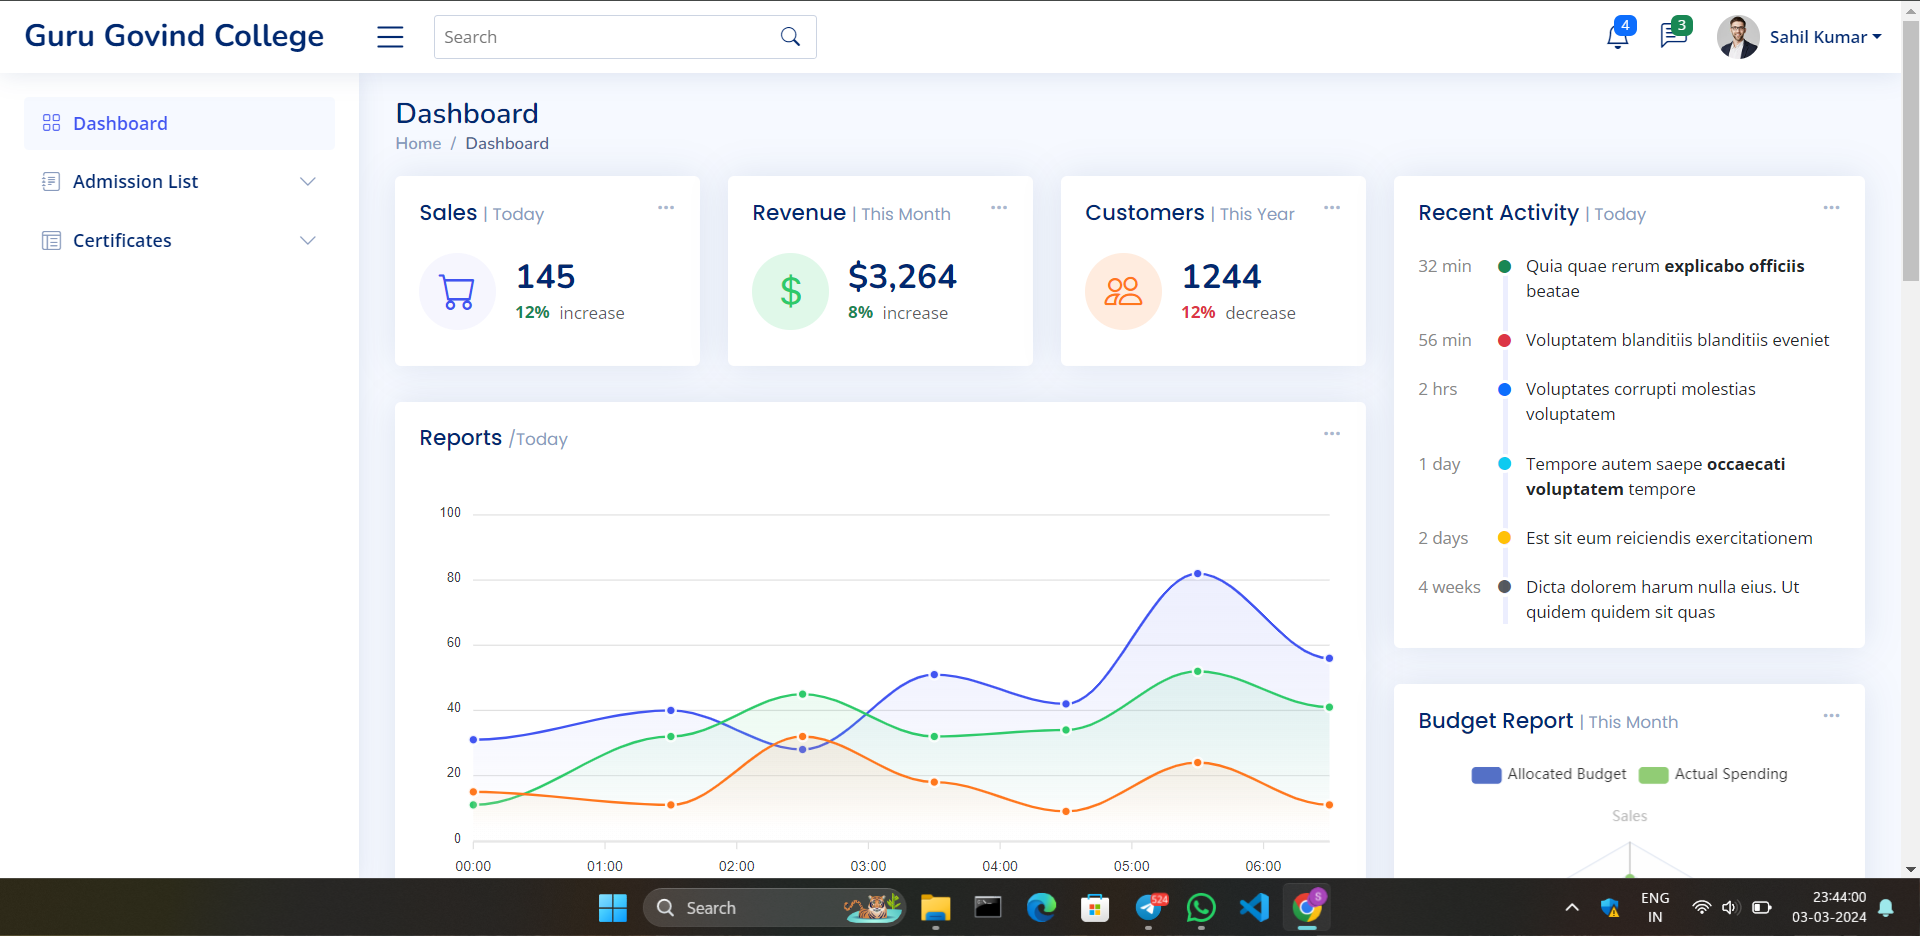 Guru Govind College
Search
4
3
Sahil Kumar
Dashboard
Admission List
Certificates
Dashboard
Home / Dashboard
Sales | Today
145
12% increase
Revenue | This Month
$
$3,264
8% increase
Customers | This Year
1244
12% decrease
Reports /Today
100
80
60
40
20
0
00:00 01:00 02:00 03:00 04:00 05:00 06:00
Recent Activity | Today
32 min Quia quae rerum explicabo officiis
beatae
56 min Voluptatem blanditiis blanditiis eveniet
2 hrs Voluptates corrupti molestias
voluptatem
1 day Tempore autem saepe occaecati
voluptatem tempore
2 days Est sit eum reiciendis exercitationem
4 weeks Dicta dolorem harum nulla eius. Ut
quidem quidem sit quas
Budget Report | This Month
Allocated Budget Actual Spending
Sales
Search
524
S
ENG
IN
23:44:00
03-03-2024